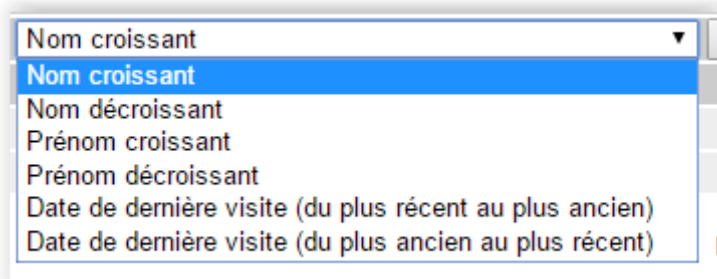 Nom croissant
Nom croissant
Nom décroissant
Prénom croissant
Prénom décroissant
Date de dernière visite (du plus récent au plus ancien)
Date de dernière visite (du plus ancien au plus récent)